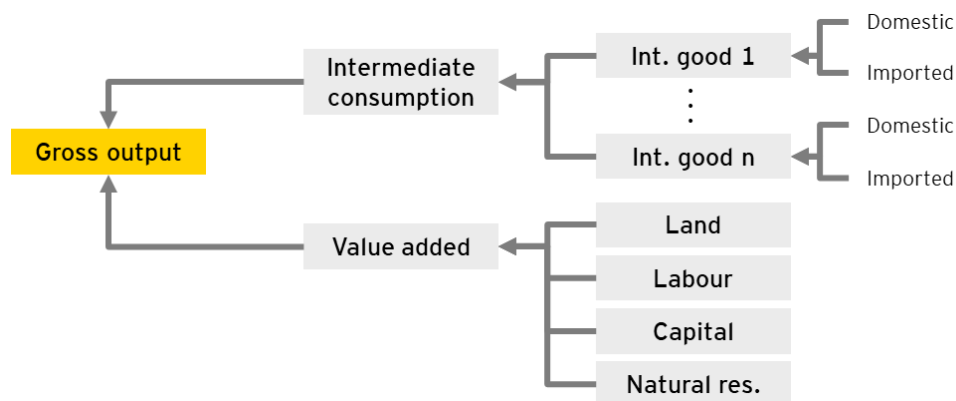 Domestic
Int. good 1
Imported
Intermediate
consumption
Domestic
Gross output
Int. good n
Imported
Land
Value added
Labour
Capital
Natural res.